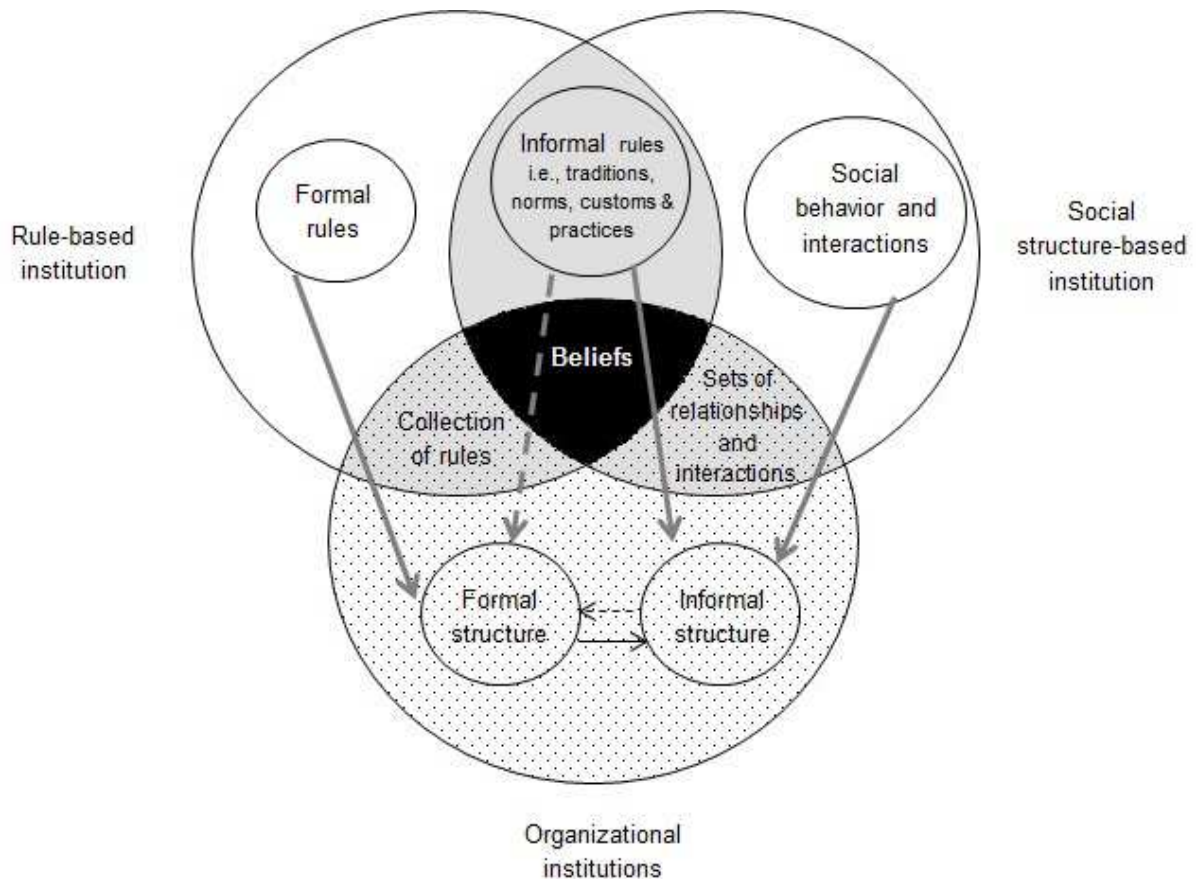 Informal rules
i.e., traditions,
norms, customs &
practices
Formal
rules
Social
behavior and
interactions
Rule-based
institution
Social
structure-based
institution
Beliefs
Collection
of rules
Sets of
relationships
and
interactions
Formal
structure
Informal
structure
Organizational
institutions